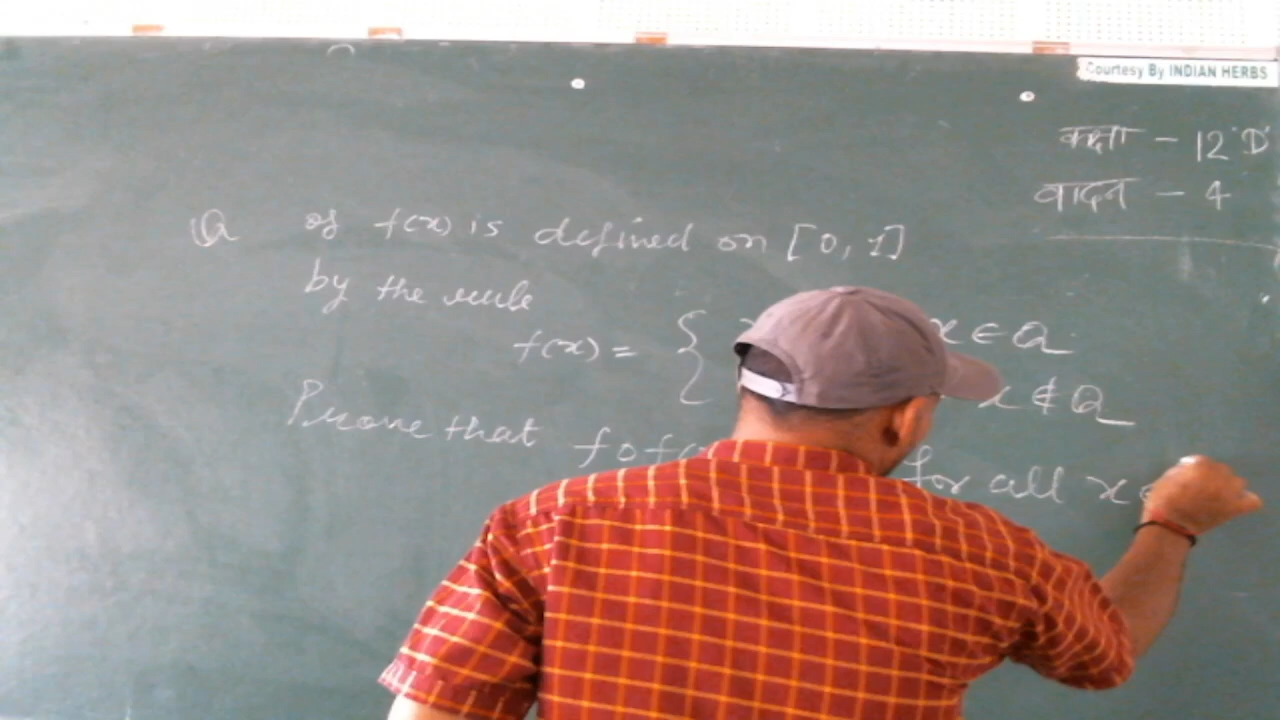 Courtesy By INDIAN HERBS
कक्षा - 12 'D'
वादन - 4
Q If f(x) is defined on [0, 1]
by the rule
f(x) = { x x ∈ Q
x ∉ Q
Prove that fof( for all x ∈